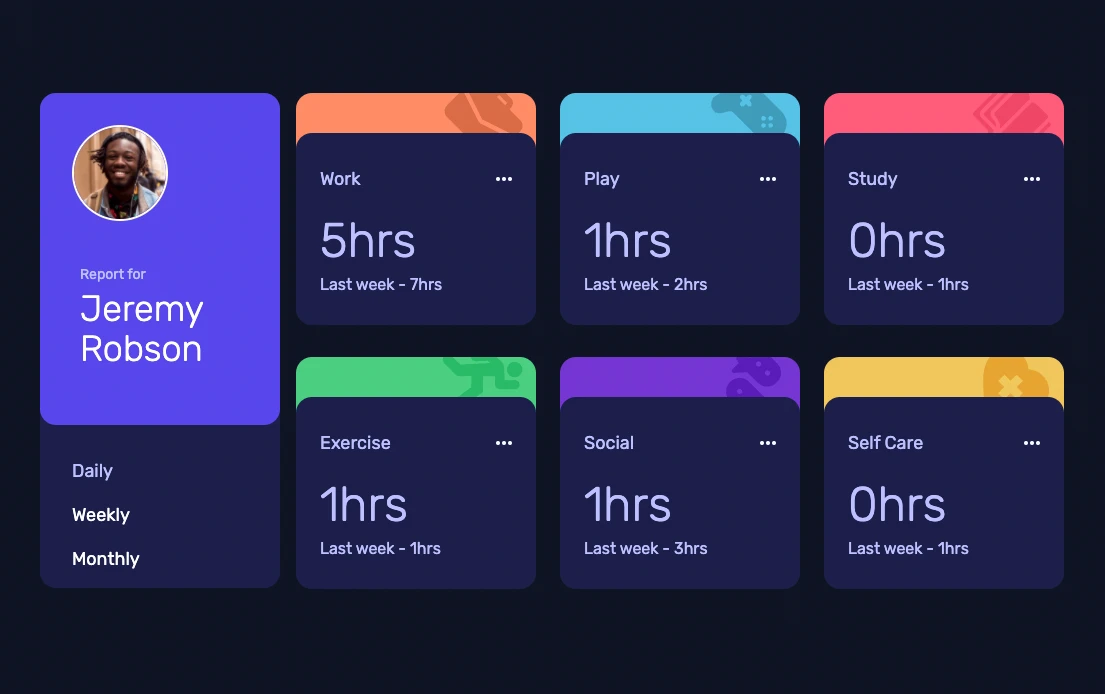 Report for
Jeremy
Robson
Daily
Weekly
Monthly
Work
5hrs
Last week - 7hrs
Play
1hrs
Last week - 2hrs
Study
0hrs
Last week - 1hrs
Exercise
1hrs
Last week - 1hrs
Social
1hrs
Last week - 3hrs
Self Care
0hrs
Last week - 1hrs